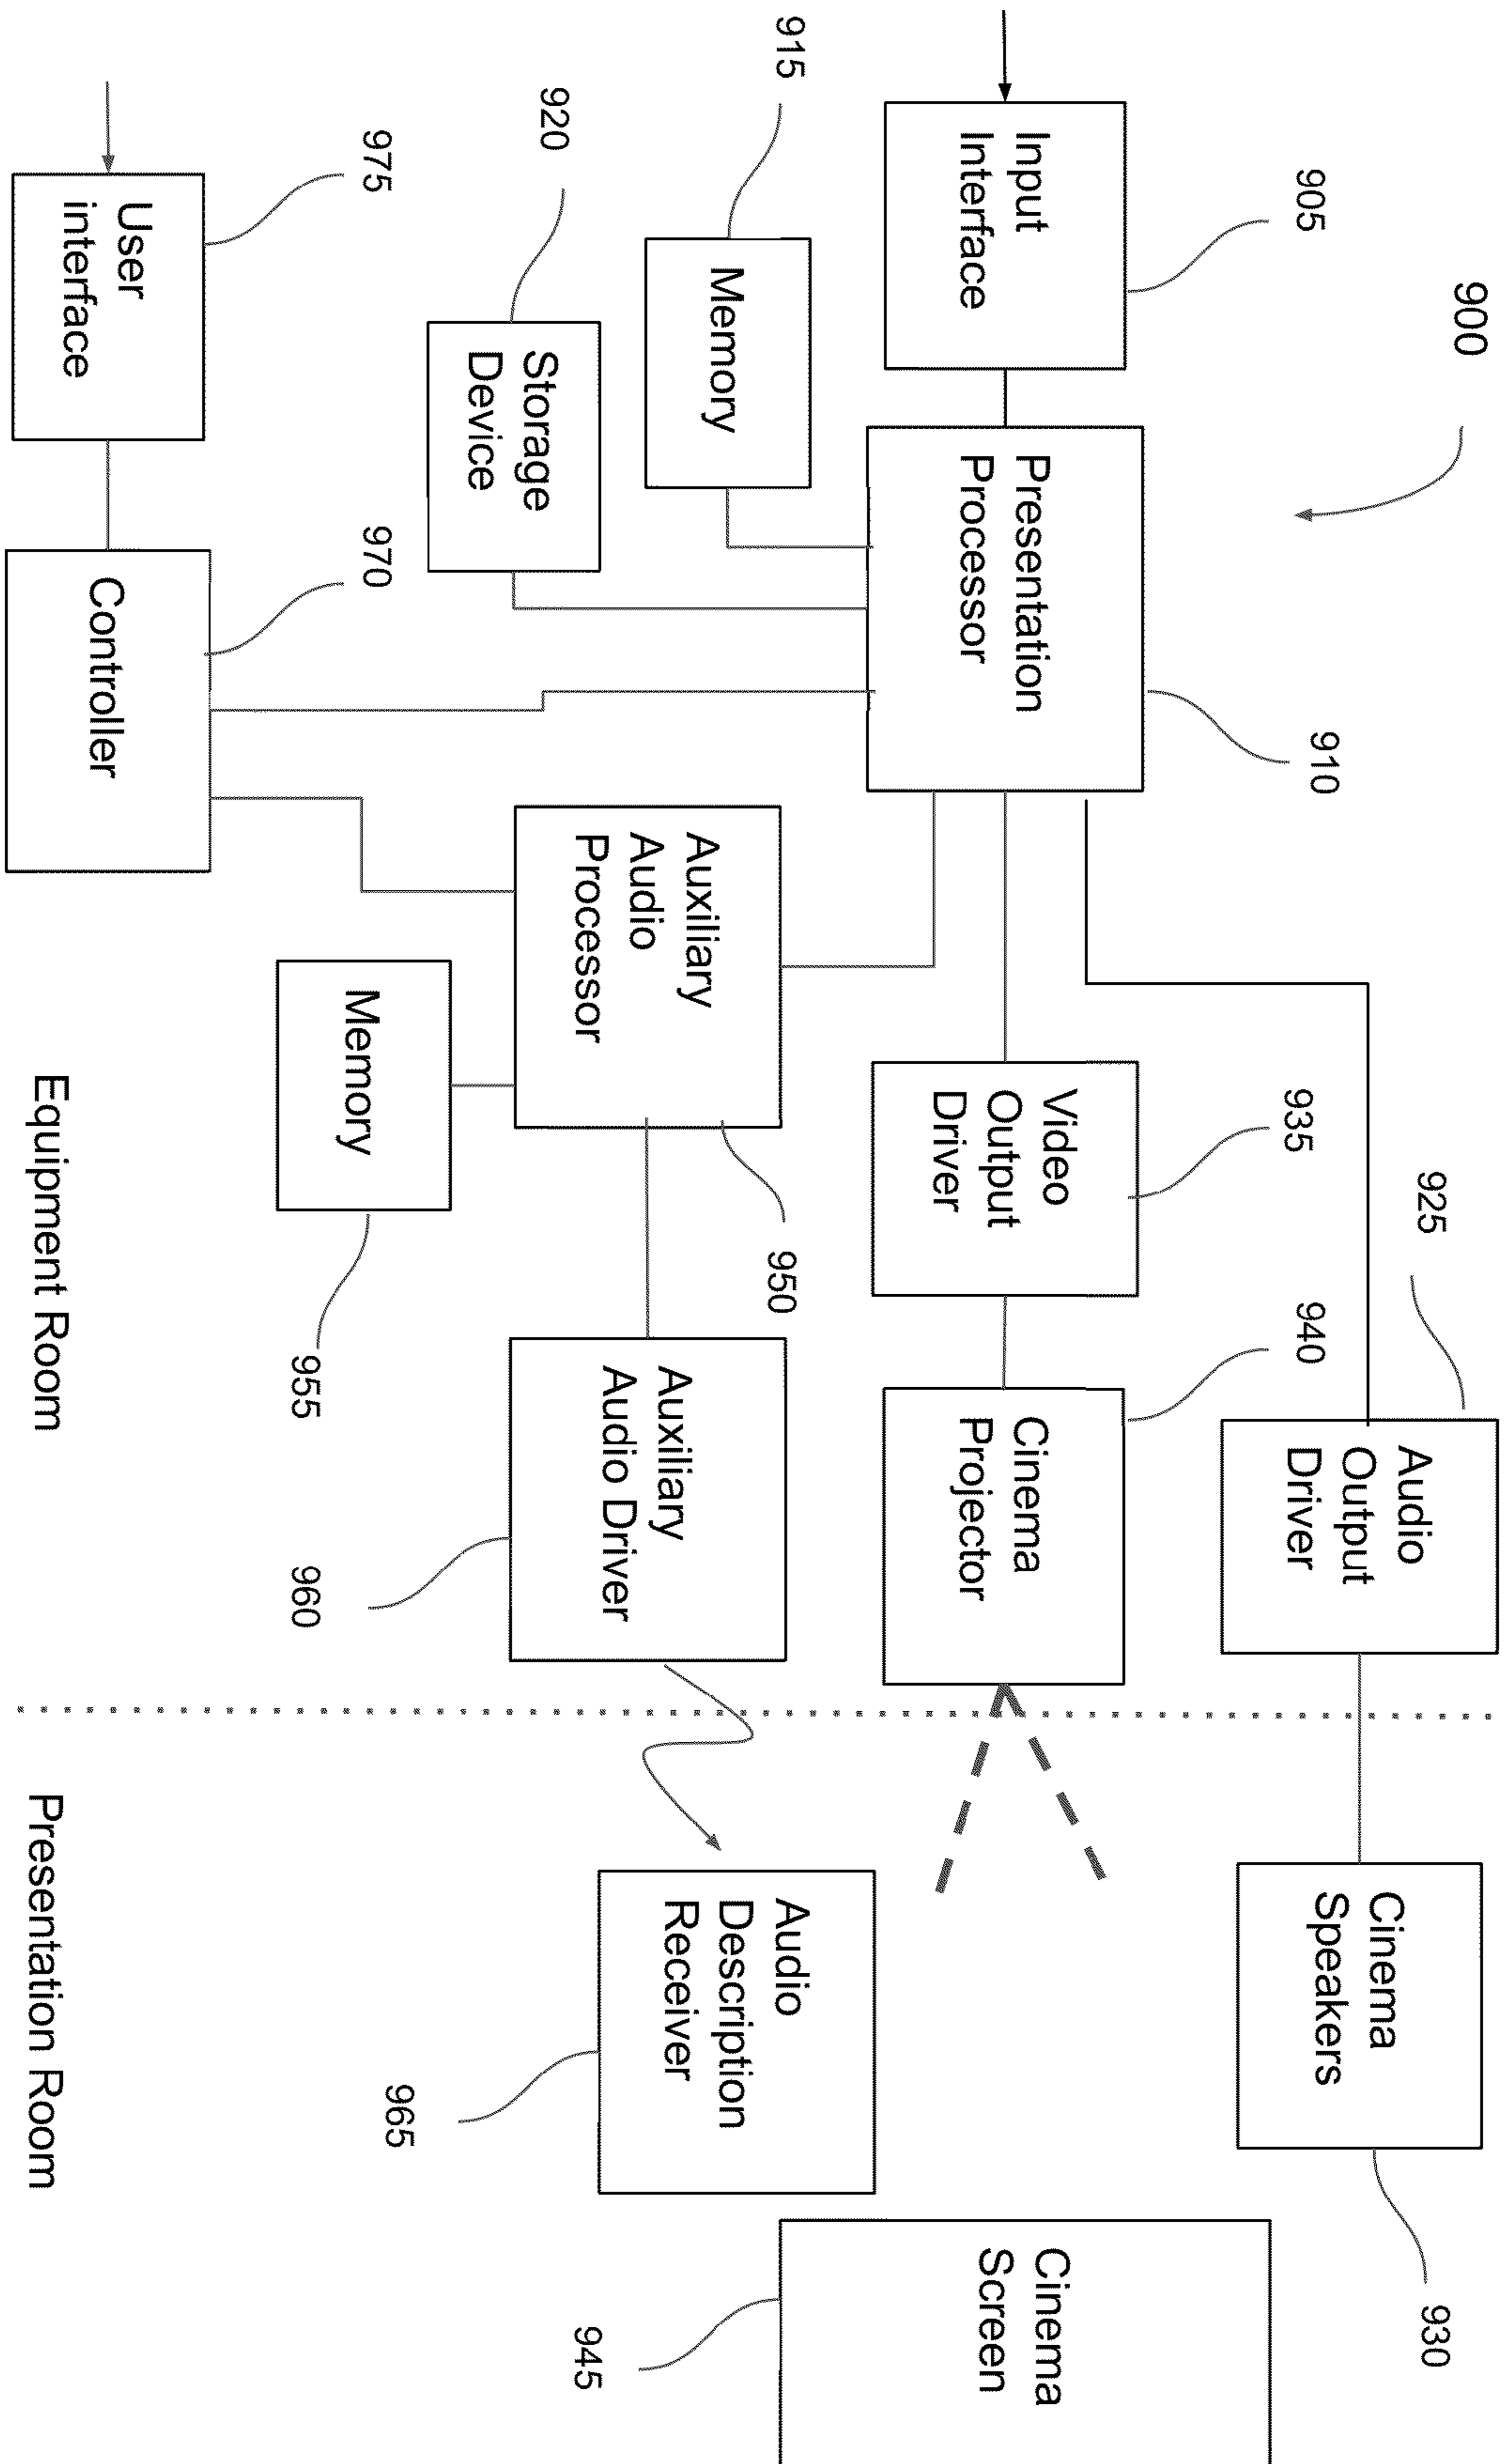 900
905
Input
Interface
910
Presentation
Processor
915
Memory
920
Storage
Device
925
Audio
Output
Driver
930
Cinema
Speakers
935
Video
Output
Driver
940
Cinema
Projector
945
Cinema
Screen
950
Auxiliary
Audio
Processor
955
Memory
960
Auxiliary
Audio Driver
965
Audio
Description
Receiver
975
User
interface
970
Controller
Equipment Room
Presentation Room